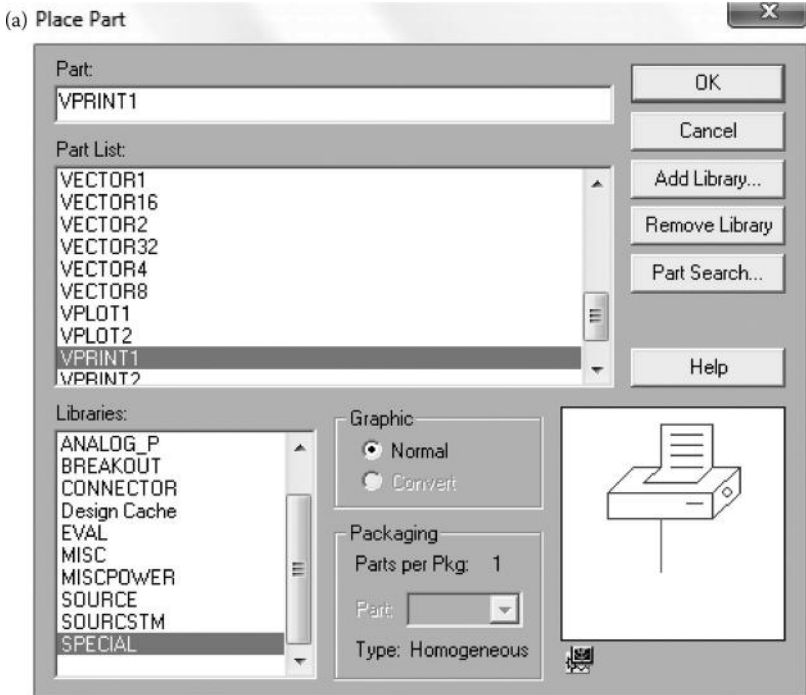 (a) Place Part
X
Part:
VPRINT1
OK
Cancel
Part List:
VECTOR1
VECTOR16
VECTOR2
VECTOR32
VECTOR4
VECTOR8
VPLOT1
VPLOT2
VPRINT1
VPRINT2
Add Library...
Remove Library
Part Search...
Help
Libraries:
ANALOG_P
BREAKOUT
CONNECTOR
Design Cache
EVAL
MISC
MISCPOWER
SOURCE
SOURCSTM
SPECIAL
Graphic
Normal
Convert
Packaging
Parts per Pkg: 1
Part:
Type: Homogeneous